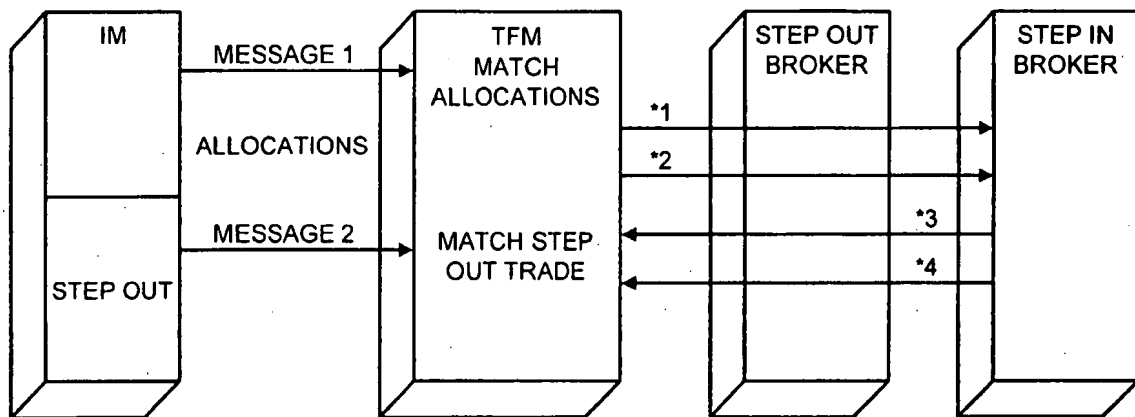 IM
MESSAGE 1
ALLOCATIONS
MESSAGE 2
STEP OUT
TFM
MATCH
ALLOCATIONS
MATCH STEP
OUT TRADE
STEP OUT
BROKER
STEP IN
BROKER
*1
*2
*3
*4